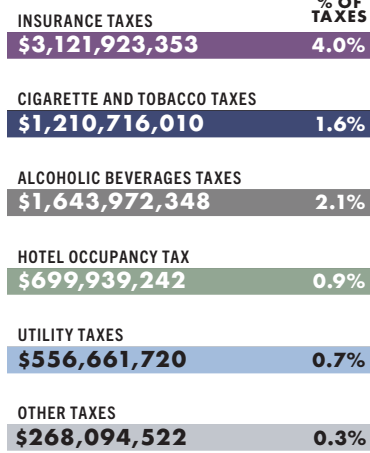 % OF
TAXES
INSURANCE TAXES
$3,121,923,353 4.0%
CIGARETTE AND TOBACCO TAXES
$1,210,716,010 1.6%
ALCOHOLIC BEVERAGES TAXES
$1,643,972,348 2.1%
HOTEL OCCUPANCY TAX
$699,939,242 0.9%
UTILITY TAXES
$556,661,720 0.7%
OTHER TAXES
$268,094,522 0.3%